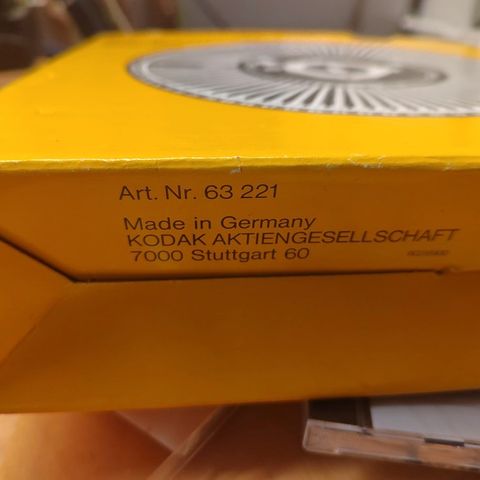 Art. Nr. 63 221
Made in Germany
KODAK AKTIENGESELLSCHAFT
7000 Stuttgart 60